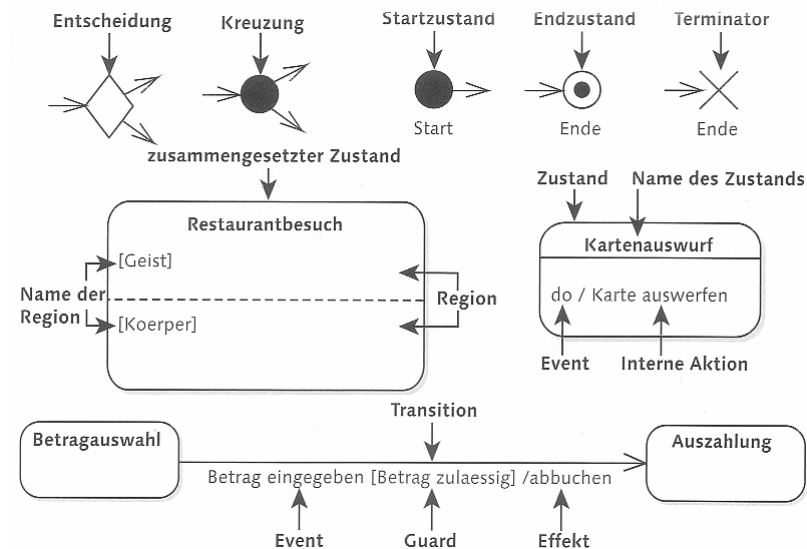 Entscheidung
Kreuzung
Startzustand
Endzustand
Terminator
Start
Ende
Ende
zusammengesetzter Zustand
Restaurantbesuch
[Geist]
Name der
Region
[Koerper]
Region
Zustand
Name des Zustands
Kartenauswurf
do / Karte auswerfen
Event
Interne Aktion
Transition
Betragauswahl
Auszahlung
Betrag eingegeben [Betrag zulaessig] /abbuchen
Event
Guard
Effekt